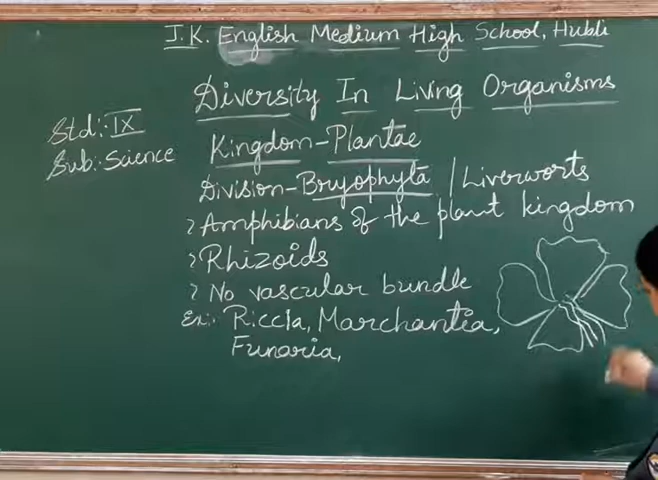 J.K. English Medium High School, Hubli
Diversity In Living Organisms
Std:- IX
Sub: Science
Kingdom-Plantae
Division-Bryophyta / Liverworts
? Amphibians of the plant kingdom
? Rhizoids
? No vascular bundle
Ex:- Riccia, Marchantia,
Funaria,